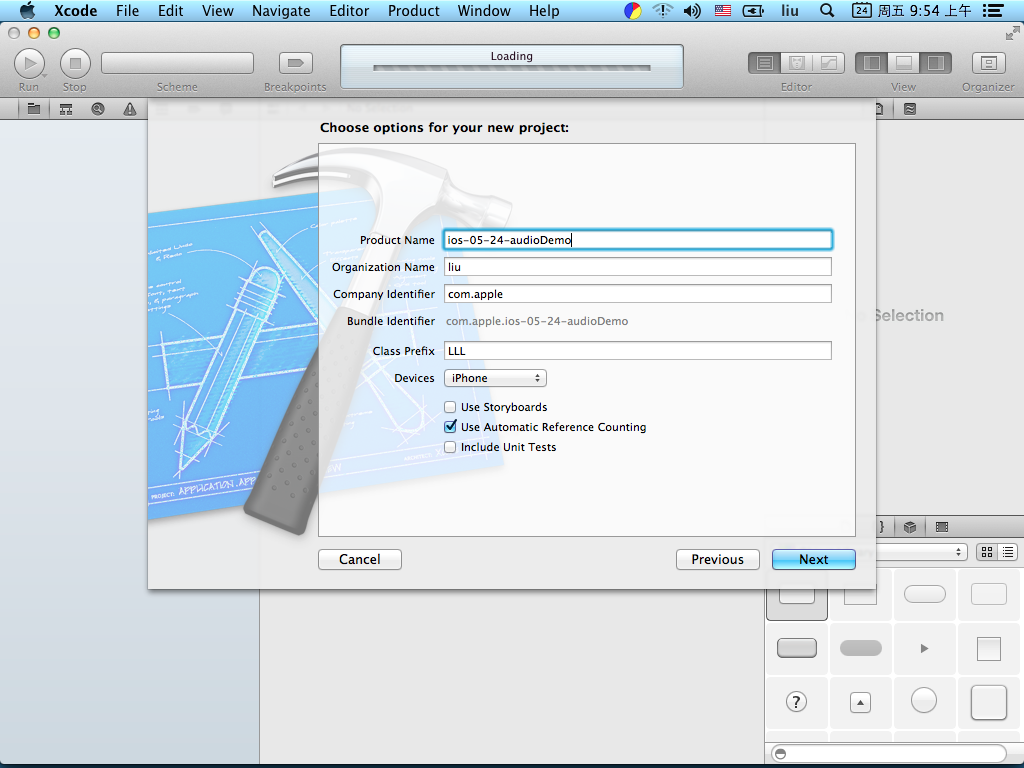 Xcode File Edit View Navigate Editor Product Window Help liu 24 周五 9:54 上午
Loading
Run Stop Scheme Breakpoints Editor View Organizer
Choose options for your new project:
Product Name ios-05-24-audioDemo
Organization Name liu
Company Identifier com.apple
Bundle Identifier com.apple.ios-05-24-audioDemo
Selection
Class Prefix LLL
Devices iPhone
Use Storyboards
Use Automatic Reference Counting
Include Unit Tests
PROJECT: APPLICATION.APP
Cancel Previous Next
?